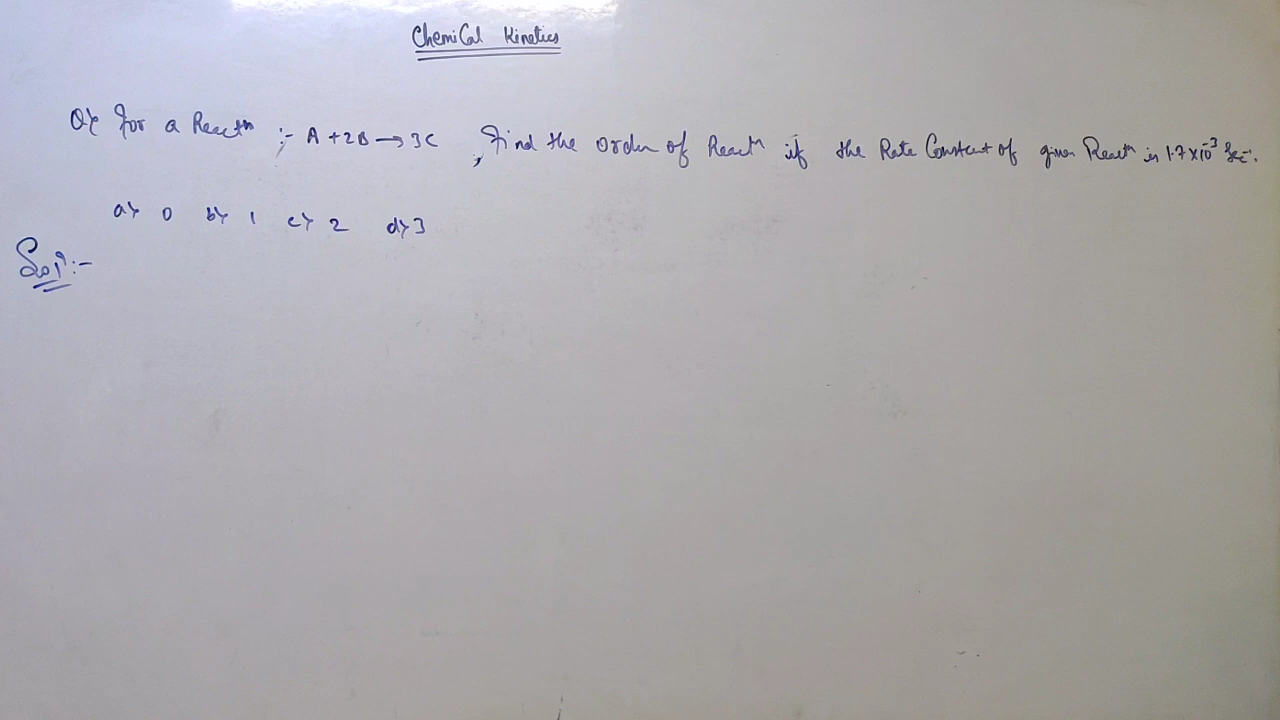 Chemical Kinetics
Q> For a Reactⁿ :- A + 2B → 3C , Find the order of Reactⁿ if the Rate Constant of given Reactⁿ is 1.7 × 10⁻³ Sec⁻¹.
a> 0 b> 1 c> 2 d> 3
Solⁿ:-